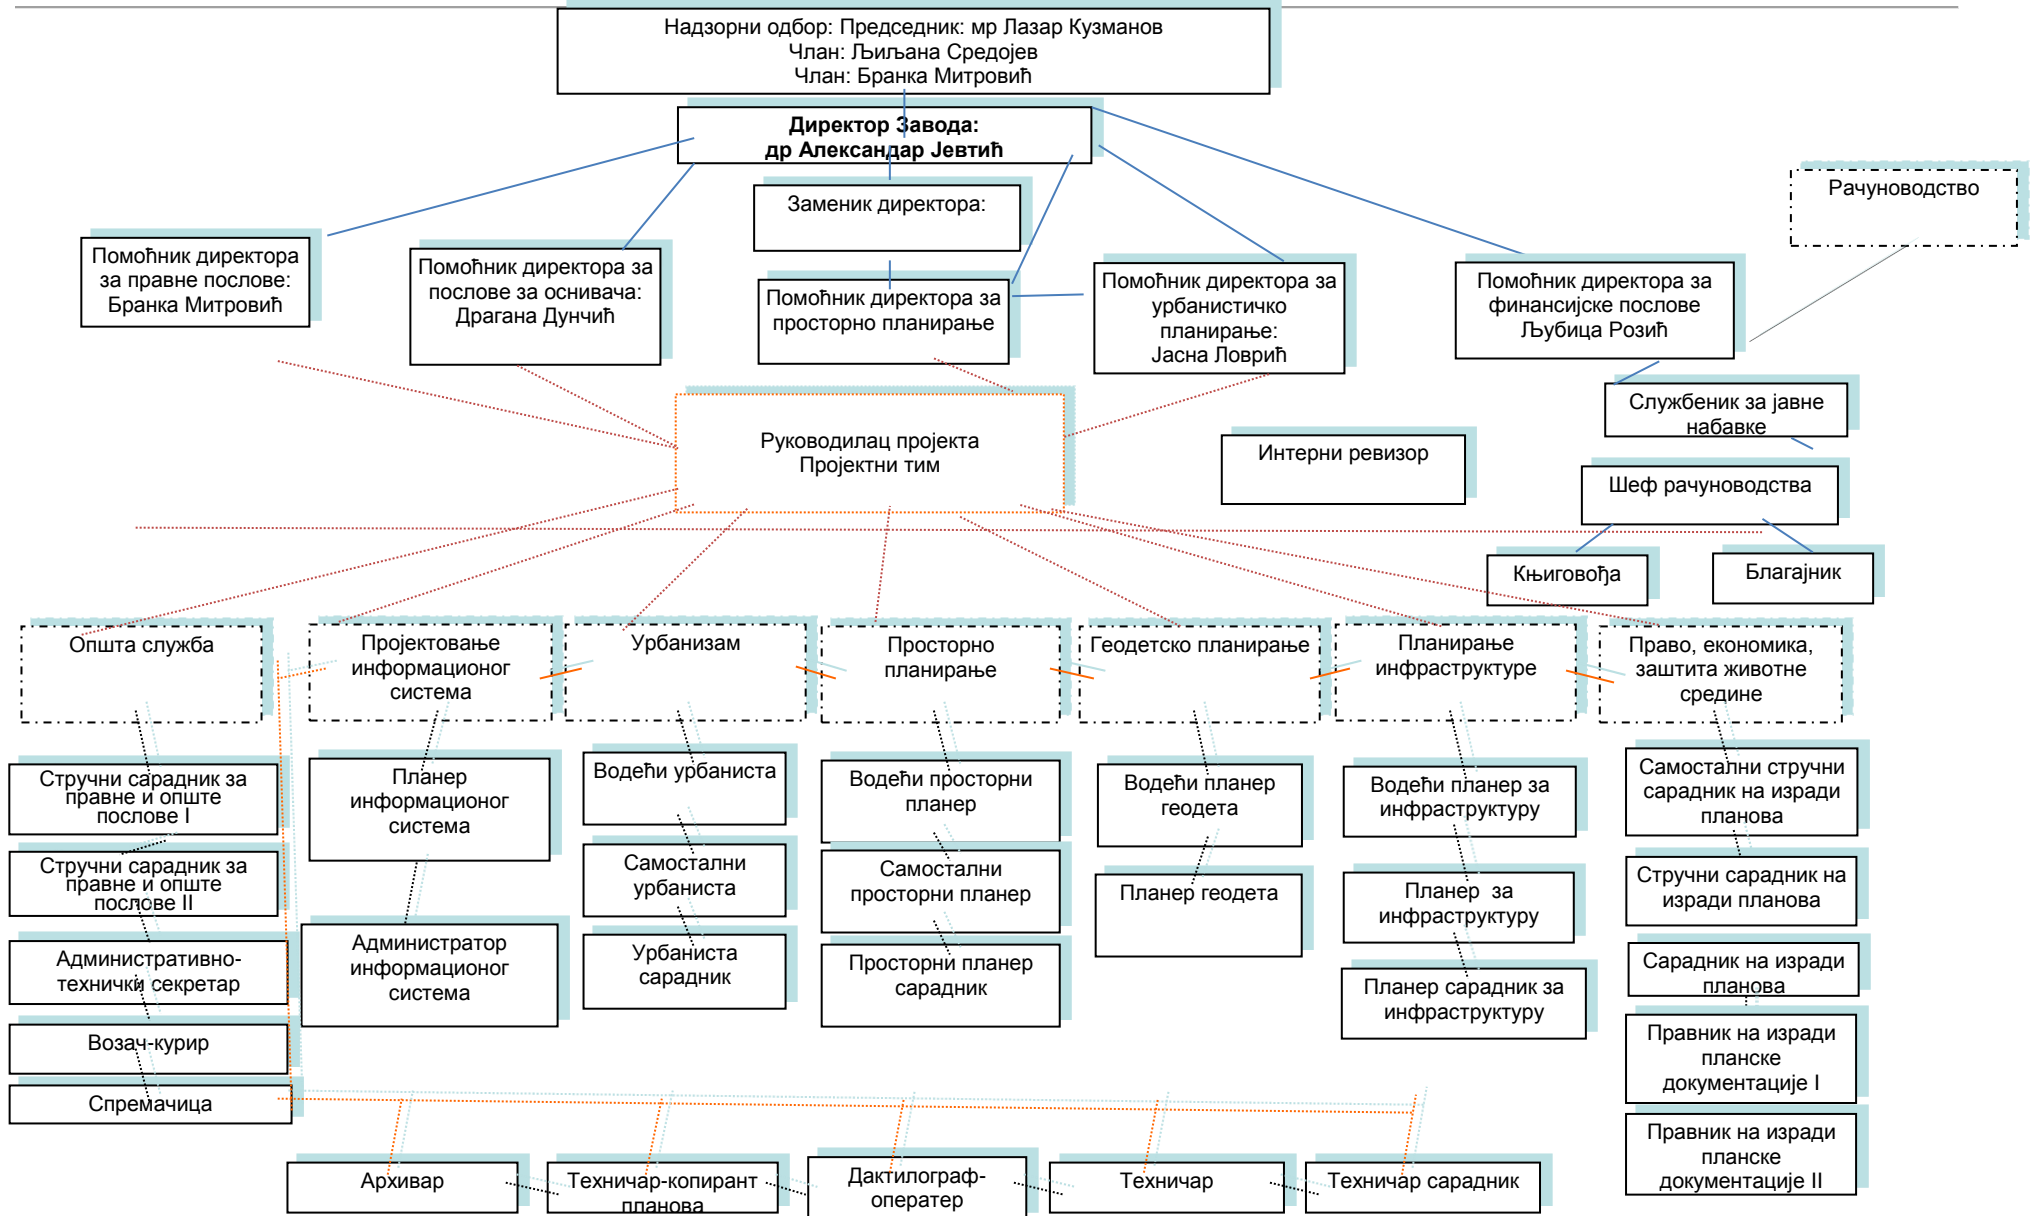 Надзорни одбор: Председник: мр Лазар Кузманов
Члан: Љиљана Средојев
Члан: Бранка Митровић
Директор Завода:
др Александар Јевтић
Заменик директора:
Рачуноводство
Помоћник директора
за правне послове:
Бранка Митровић
Помоћник директора за
послове за оснивача:
Драгана Дунчић
Помоћник директора за
просторно планирање
Помоћник директора за
урбанистичко
планирање:
Јасна Ловрић
Помоћник директора за
финансијске послове
Љубица Розић
Службеник за јавне
набавке
Руководилац пројекта
Пројектни тим
Интерни ревизор
Шеф рачуноводства
Књиговођа
Благајник
Општа служба
Пројектовање
информационог
система
Урбанизам
Просторно
планирање
Геодетско планирање
Планирање
инфраструктуре
Право, економика,
заштита животне
средине
Стручни сарадник за
правне и опште
послове I
Стручни сарадник за
правне и опште
послове II
Административно-
технички секретар
Возач-курир
Спремачица
Планер
информационог
система
Администратор
информационог
система
Водећи урбаниста
Самостални
урбаниста
Урбаниста
сарадник
Водећи просторни
планер
Самостални
просторни планер
Просторни планер
сарадник
Водећи планер
геодета
Планер геодета
Водећи планер за
инфраструктуру
Планер за
инфраструктуру
Планер сарадник за
инфраструктуру
Самостални стручни
сарадник на изради
планова
Стручни сарадник на
изради планова
Сарадник на изради
планова
Правник на изради
планске
документације I
Правник на изради
планске
документације II
Архивар
Техничар-копирант
планова
Дактилограф-
оператер
Техничар
Техничар сарадник